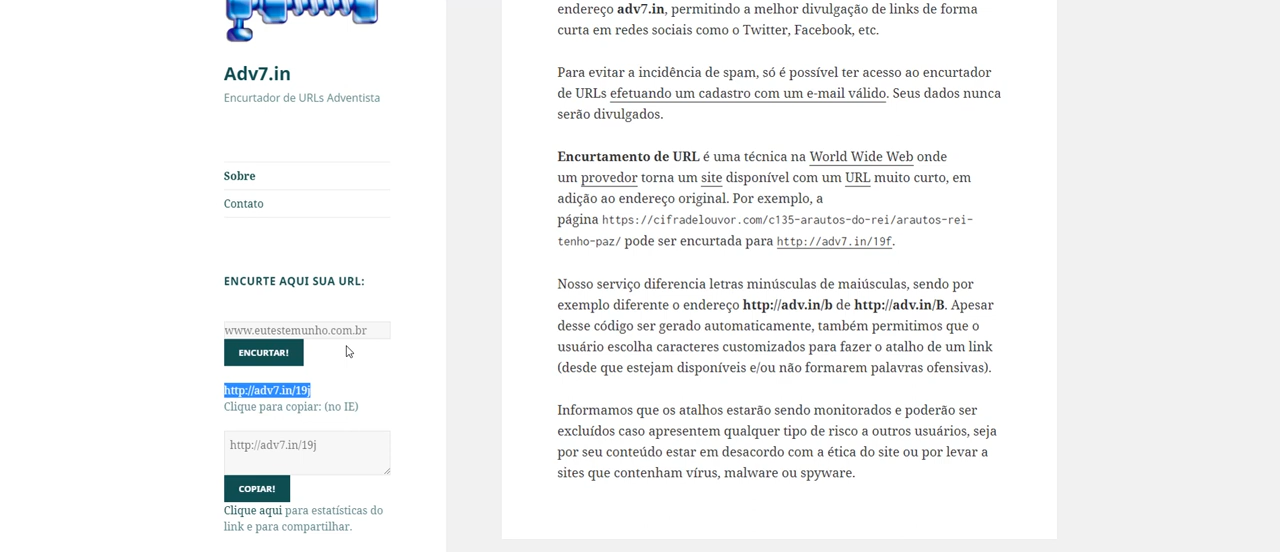 Adv7.in
Encurtador de URLs Adventista
Sobre
Contato
ENCURTE AQUI SUA URL:
www.eutestemunho.com.br
ENCURTAR!
http://adv7.in/19j
Clique para copiar: (no IE)
http://adv7.in/19j
COPIAR!
Clique aqui para estatísticas do
link e para compartilhar.
endereço adv7.in, permitindo a melhor divulgação de links de forma
curta em redes sociais como o Twitter, Facebook, etc.
Para evitar a incidência de spam, só é possível ter acesso ao encurtador
de URLs efetuando um cadastro com um e-mail válido. Seus dados nunca
serão divulgados.
Encurtamento de URL é uma técnica na World Wide Web onde
um provedor torna um site disponível com um URL muito curto, em
adição ao endereço original. Por exemplo, a
página https://cifradelouvor.com/c135-arautos-do-rei/arautos-rei-
tenho-paz/ pode ser encurtada para http://adv7.in/19f.
Nosso serviço diferencia letras minúsculas de maiúsculas, sendo por
exemplo diferente o endereço http://adv.in/b de http://adv.in/B. Apesar
desse código ser gerado automaticamente, também permitimos que o
usuário escolha caracteres customizados para fazer o atalho de um link
(desde que estejam disponíveis e/ou não formarem palavras ofensivas).
Informamos que os atalhos estarão sendo monitorados e poderão ser
excluídos caso apresentem qualquer tipo de risco a outros usuários, seja
por seu conteúdo estar em desacordo com a ética do site ou por levar a
sites que contenham vírus, malware ou spyware.